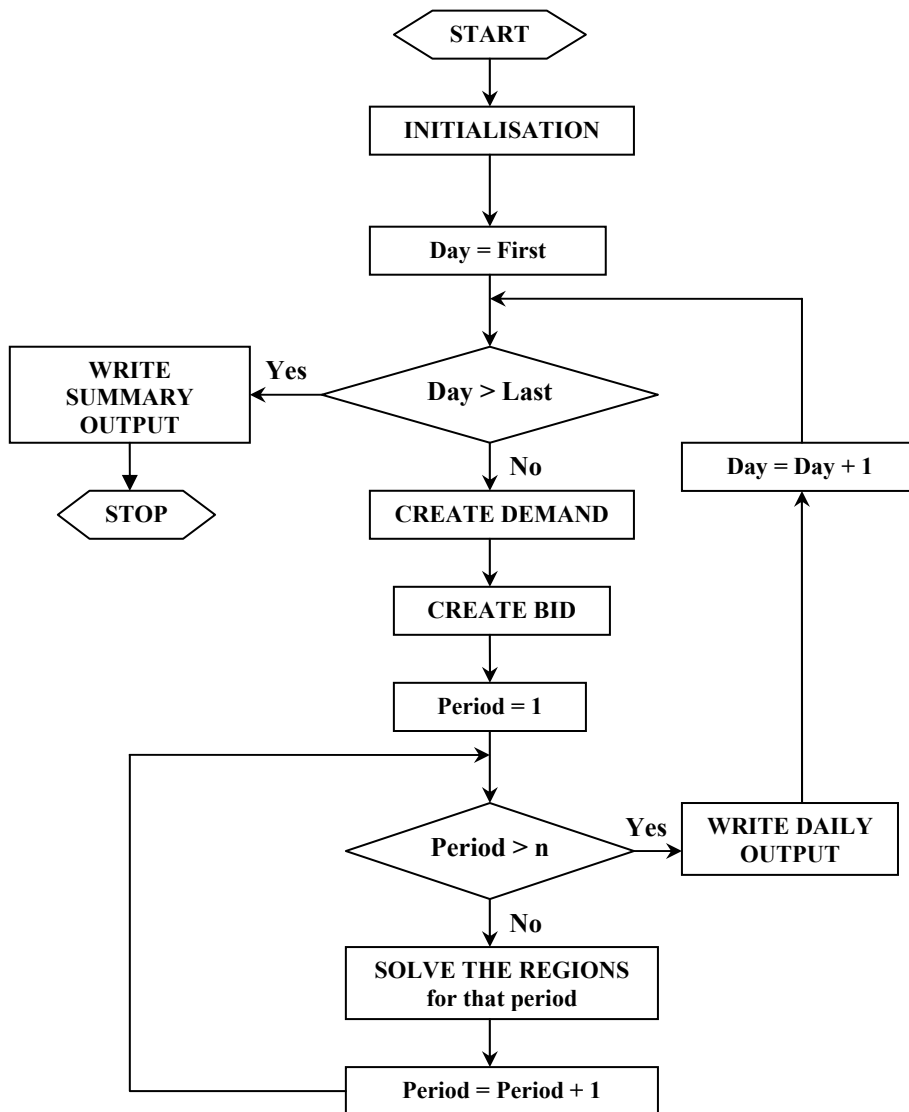 START
INITIALISATION
Day = First
Day > Last
Yes
WRITE
SUMMARY
OUTPUT
STOP
No
CREATE DEMAND
CREATE BID
Period = 1
Period > n
Yes
WRITE DAILY
OUTPUT
Day = Day + 1
No
SOLVE THE REGIONS
for that period
Period = Period + 1